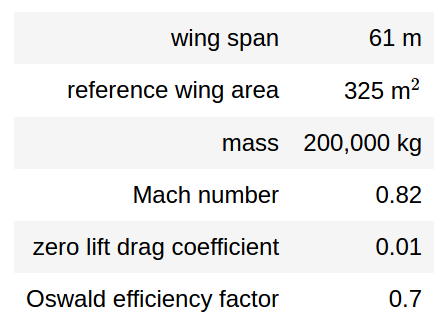 wing span 61 m
reference wing area 325 m²
mass 200,000 kg
Mach number 0.82
zero lift drag coefficient 0.01
Oswald efficiency factor 0.7